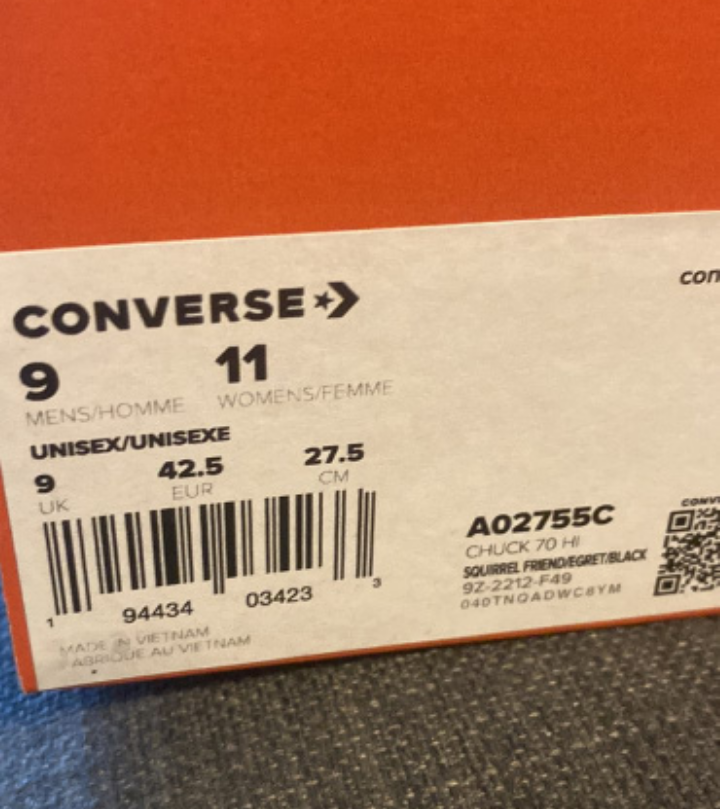 CONVERSE
con
9 11
MENS/HOMME WOMENS/FEMME
UNISEX/UNISEXE
9 42.5 27.5
UK EUR CM
1 94434 03423 3
MADE IN VIETNAM
FABRIQUE AU VIETNAM
A02755C
CHUCK 70 HI
SQUIRREL FRIEND/EGRET/BLACK
9Z-2212-F49
040TNQADWC8YM
CONV